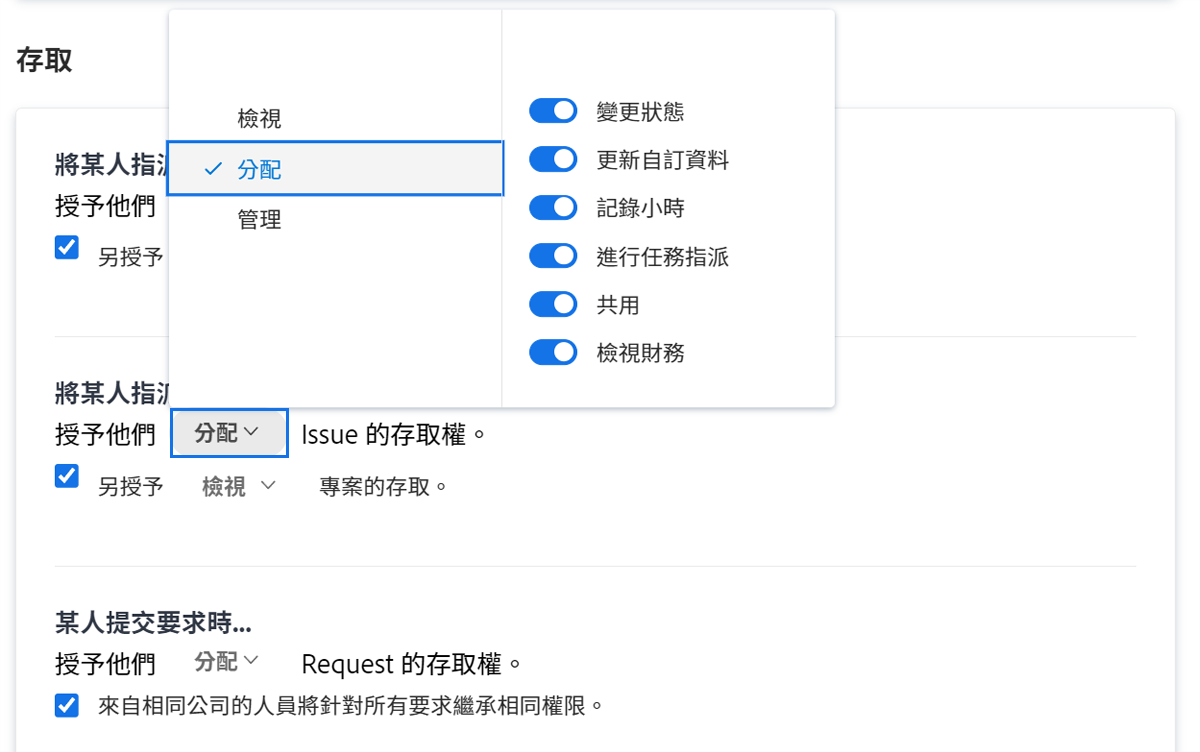 存取
檢視
分配
管理
變更狀態
更新自訂資料
記錄小時
進行任務指派
共用
檢視財務
將某人指
授予他們
另授予
將某人指
授予他們 分配 Issue 的存取權。
另授予 檢視 專案的存取。
某人提交要求時...
授予他們 分配 Request 的存取權。
來自相同公司的人員將針對所有要求繼承相同權限。